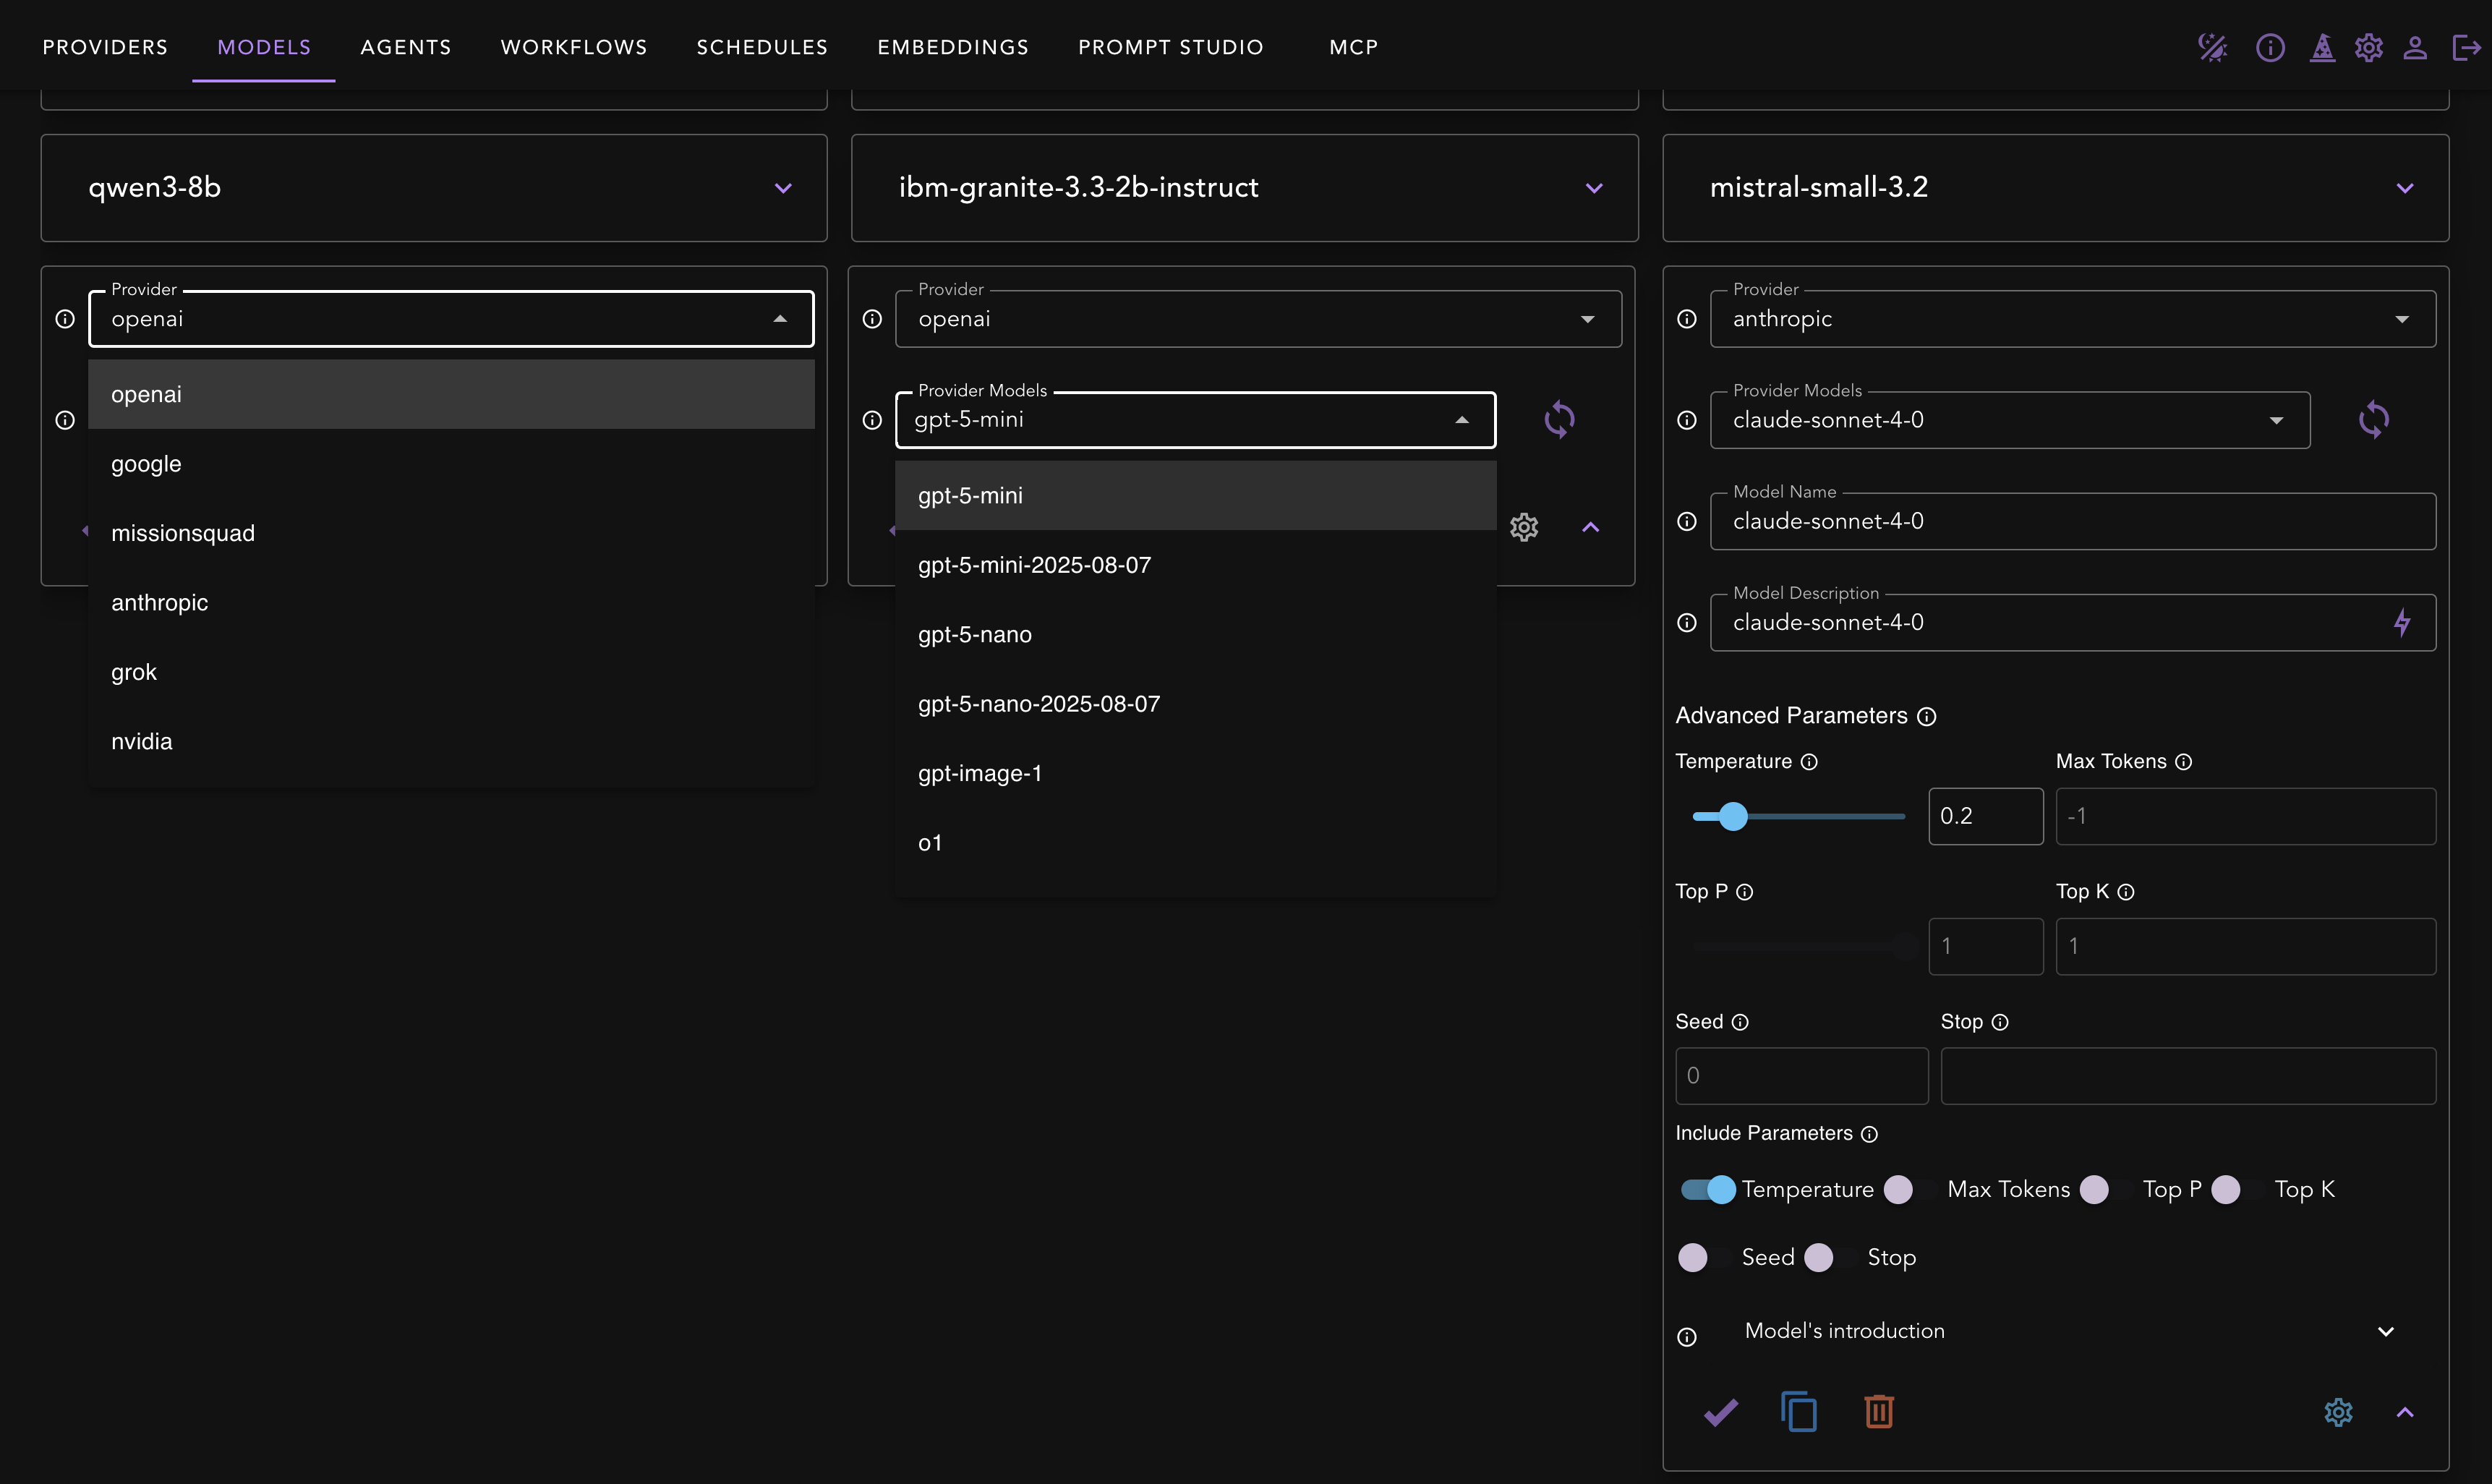 PROVIDERS MODELS AGENTS WORKFLOWS SCHEDULES EMBEDDINGS PROMPT STUDIO MCP
qwen3-8b
ibm-granite-3.3-2b-instruct
mistral-small-3.2
Provider
openai
openai
google
missionsquad
anthropic
grok
nvidia
Provider
openai
Provider Models
gpt-5-mini
gpt-5-mini
gpt-5-mini-2025-08-07
gpt-5-nano
gpt-5-nano-2025-08-07
gpt-image-1
o1
Provider
anthropic
Provider Models
claude-sonnet-4-0
Model Name
claude-sonnet-4-0
Model Description
claude-sonnet-4-0
Advanced Parameters
Temperature Max Tokens
0.2 -1
Top P Top K
1 1
Seed Stop
0
Include Parameters
Temperature Max Tokens Top P Top K
Seed Stop
Model's introduction